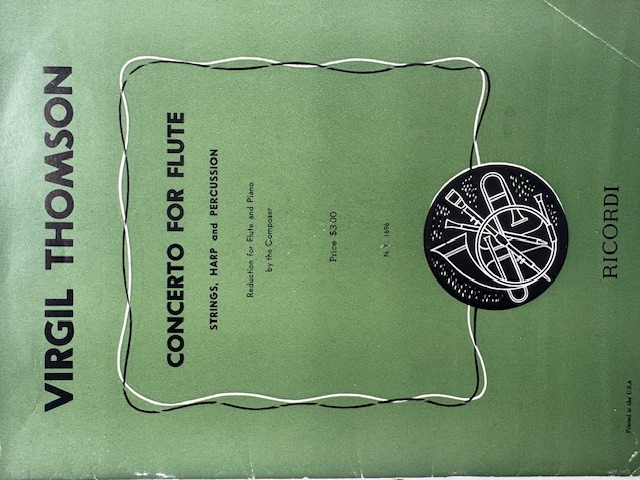 VIRGIL THOMSON
CONCERTO FOR FLUTE
STRINGS, HARP and PERCUSSION
Reduction for Flute and Piano
by the Composer
Price $3.00
N. Y. 1696
RICORDI
Printed in the U.S.A